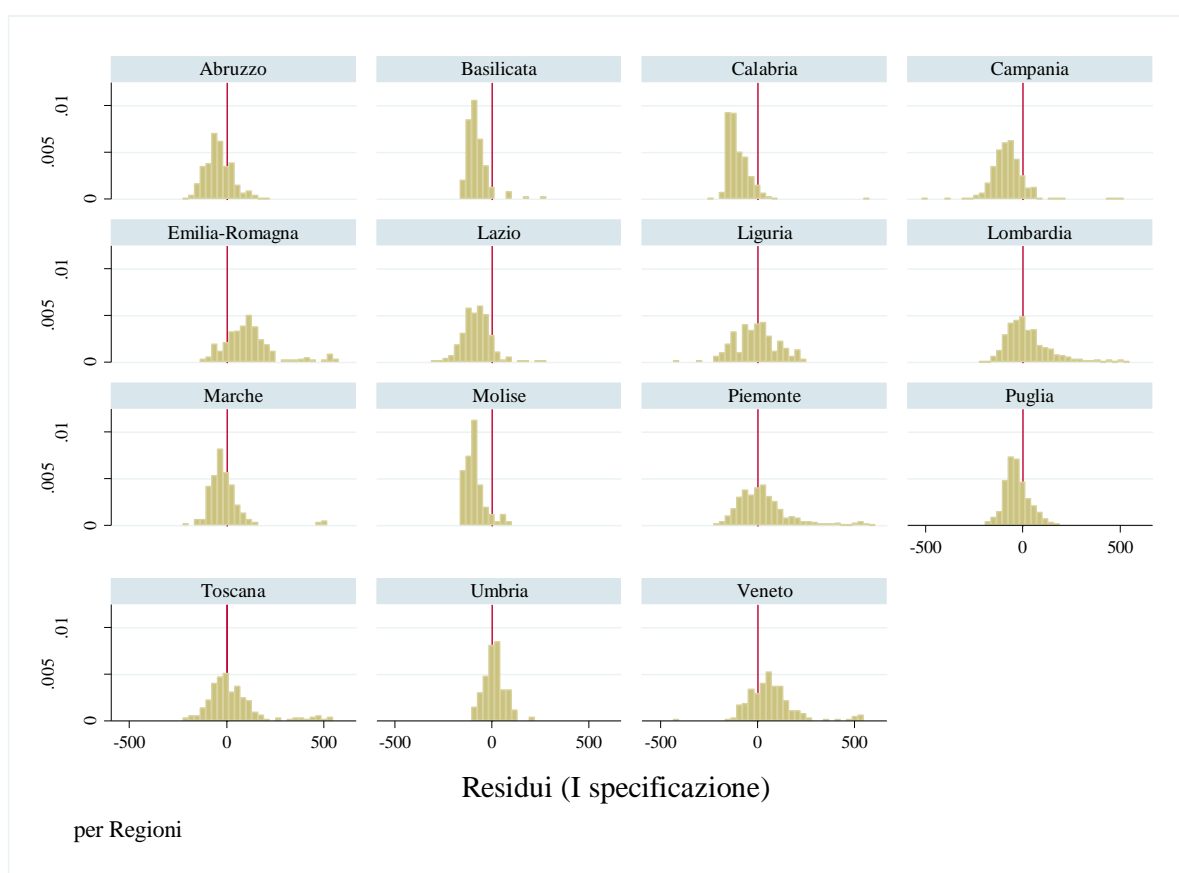 Abruzzo Basilicata Calabria Campania
.01
.005
0
Emilia-Romagna Lazio Liguria Lombardia
.01
.005
0
Marche Molise Piemonte Puglia
.01
.005
0
-500 0 500
Toscana Umbria Veneto
.01
.005
0
-500 0 500 -500 0 500 -500 0 500
Residui (I specificazione)
per Regioni